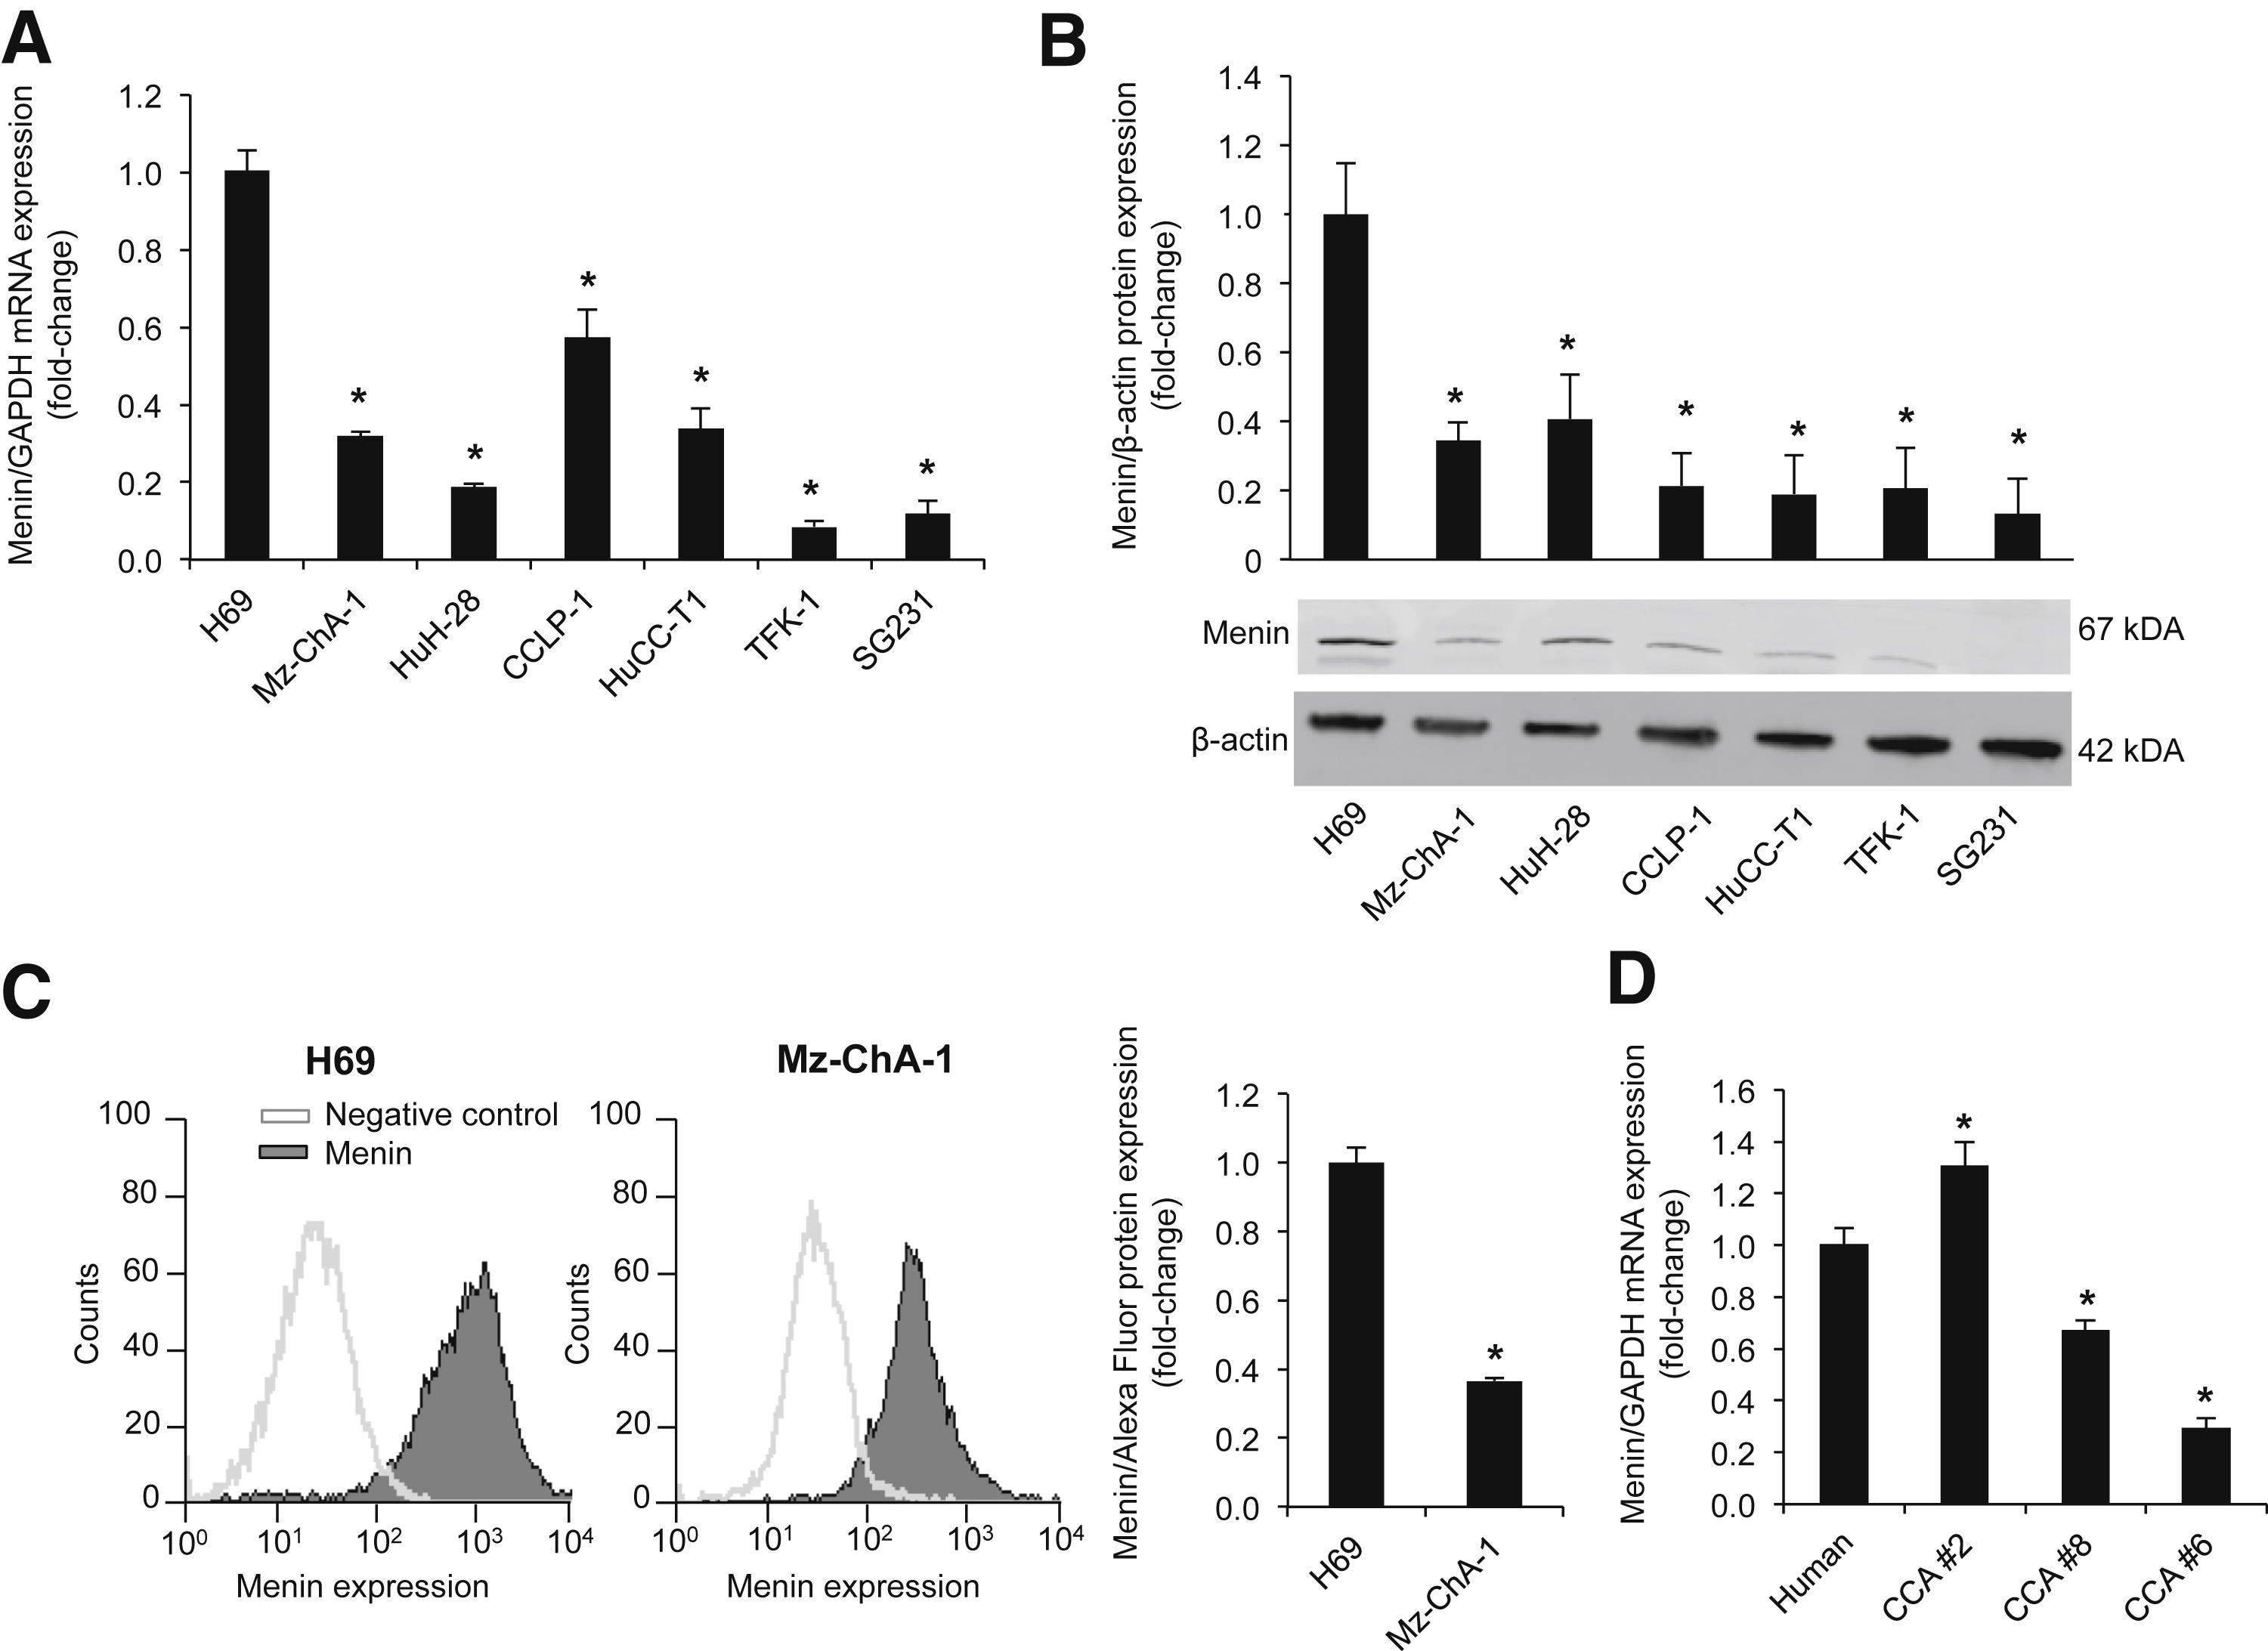 A
Menin/GAPDH mRNA expression
(fold-change)
1.2
1.0
0.8
0.6
0.4
0.2
0.0
*
*
*
*
*
*
H69
Mz-ChA-1
HuH-28
CCLP-1
HuCC-T1
TFK-1
SG231
B
Menin/β-actin protein expression
(fold-change)
1.4
1.2
1.0
0.8
0.6
0.4
0.2
0
*
*
*
*
*
*
Menin
67 kDA
β-actin
42 kDA
H69
Mz-ChA-1
HuH-28
CCLP-1
HuCC-T1
TFK-1
SG231
C
H69
Negative control
Menin
Counts
100
80
60
40
20
0
10⁰ 10¹ 10² 10³ 10⁴
Menin expression
Mz-ChA-1
Counts
100
80
60
40
20
0
10⁰ 10¹ 10² 10³ 10⁴
Menin expression
Menin/Alexa Fluor protein expression
(fold-change)
1.2
1.0
0.8
0.6
0.4
0.2
0.0
*
H69
Mz-ChA-1
D
Menin/GAPDH mRNA expression
(fold-change)
1.6
1.4
1.2
1.0
0.8
0.6
0.4
0.2
0.0
*
*
*
Human
CCA #2
CCA #8
CCA #6